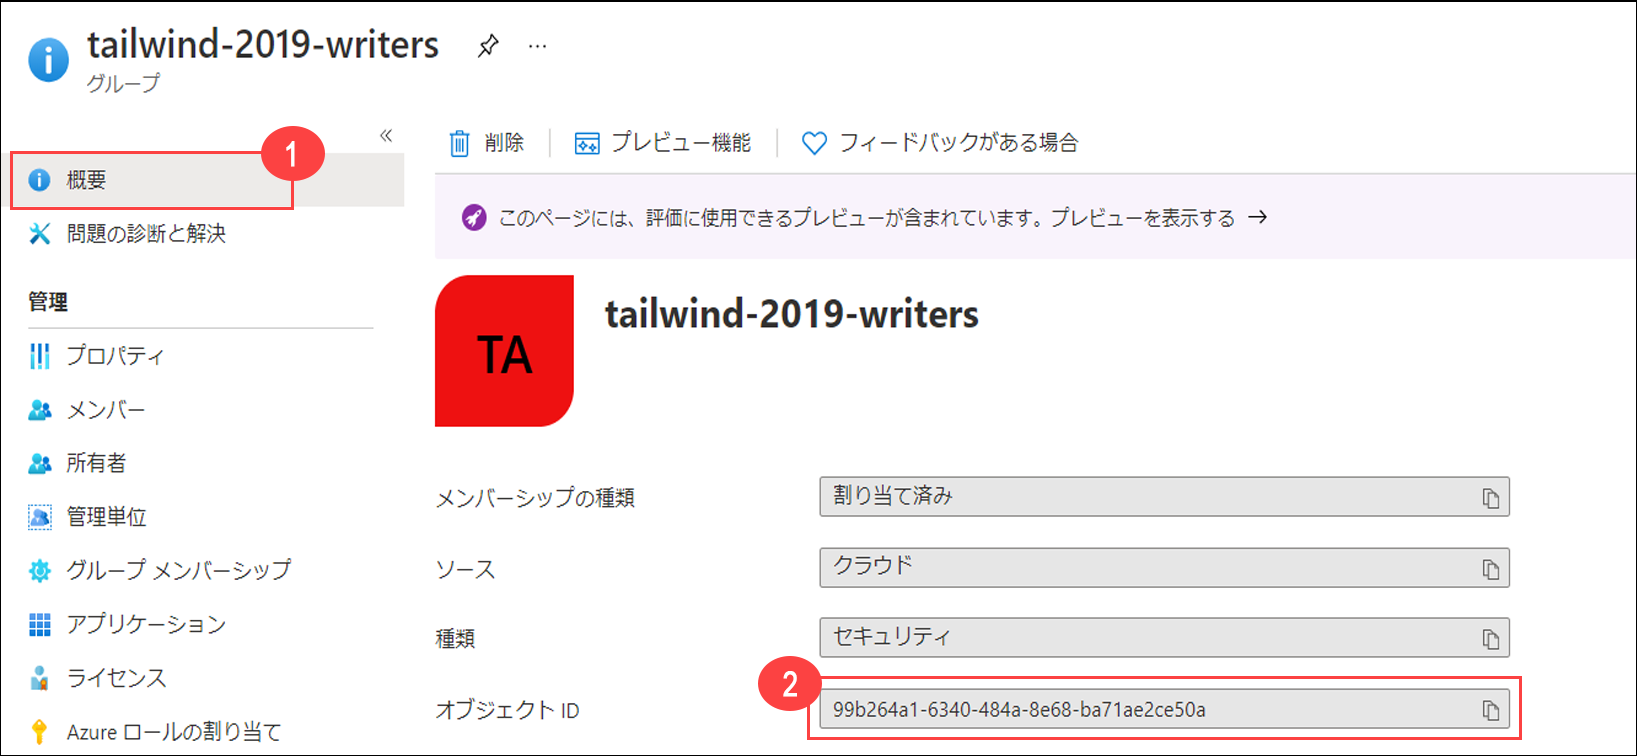 tailwind-2019-writers
グループ
削除
プレビュー機能
フィードバックがある場合
1
概要
問題の診断と解決
このページには、評価に使用できるプレビューが含まれています。プレビューを表示する →
管理
プロパティ
メンバー
所有者
管理単位
グループ メンバーシップ
アプリケーション
ライセンス
Azure ロールの割り当て
TA
tailwind-2019-writers
メンバーシップの種類
割り当て済み
ソース
クラウド
種類
セキュリティ
2
オブジェクト ID
99b264a1-6340-484a-8e68-ba71ae2ce50a